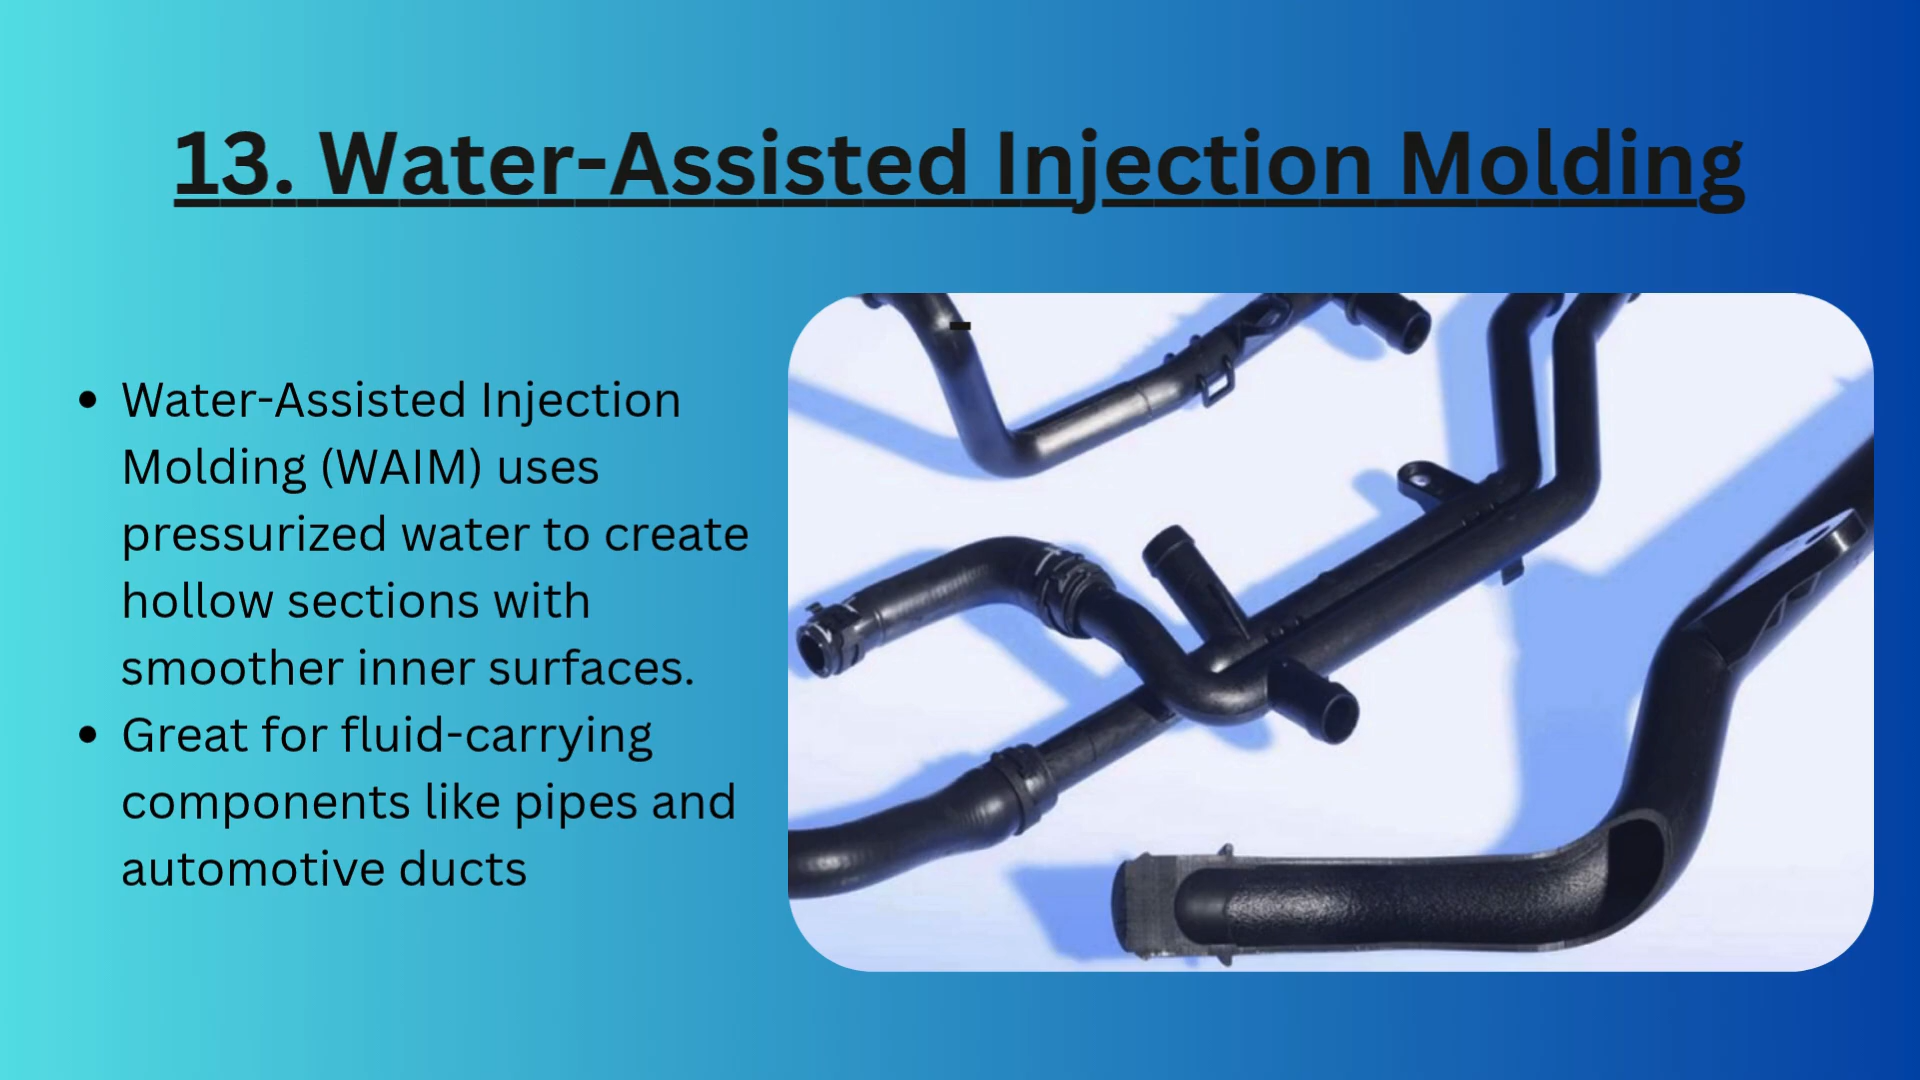 13. Water-Assisted Injection Molding
-
• Water-Assisted Injection
Molding (WAIM) uses
pressurized water to create
hollow sections with
smoother inner surfaces.
• Great for fluid-carrying
components like pipes and
automotive ducts